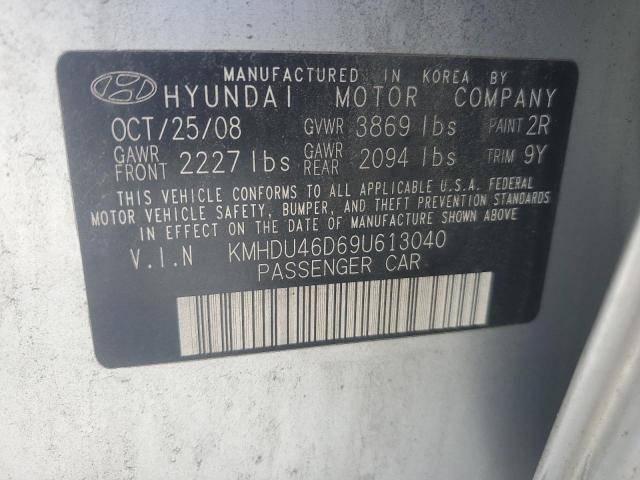 MANUFACTURED IN KOREA BY
HYUNDAI MOTOR COMPANY
OCT/25/08 GVWR 3869 lbs PAINT 2R
GAWR FRONT 2227 lbs GAWR REAR 2094 lbs TRIM 9Y
THIS VEHICLE CONFORMS TO ALL APPLICABLE U.S.A. FEDERAL
MOTOR VEHICLE SAFETY, BUMPER, AND THEFT PREVENTION STANDARDS
IN EFFECT ON THE DATE OF MANUFACTURE SHOWN ABOVE
V.I.N KMHDU46D69U613040
PASSENGER CAR